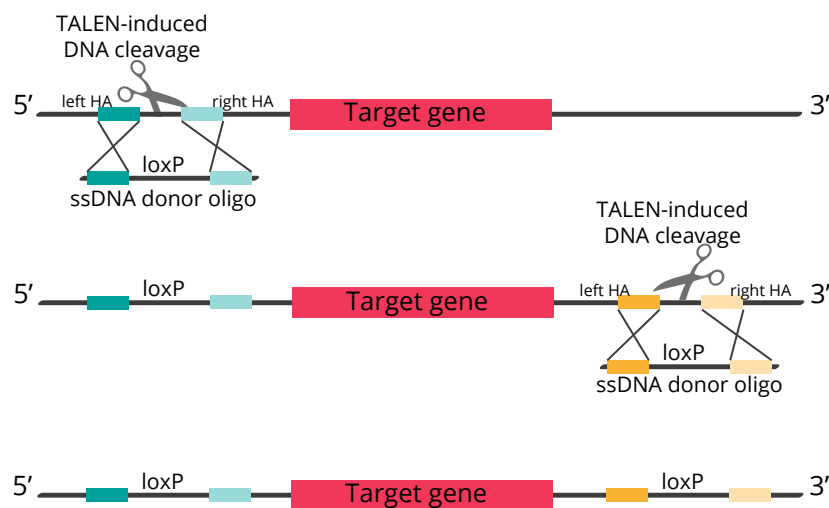 TALEN-induced
DNA cleavage
5’ left HA right HA Target gene 3’
loxP
ssDNA donor oligo
TALEN-induced
DNA cleavage
5’ loxP Target gene left HA right HA 3’
loxP
ssDNA donor oligo
5’ loxP Target gene loxP 3’